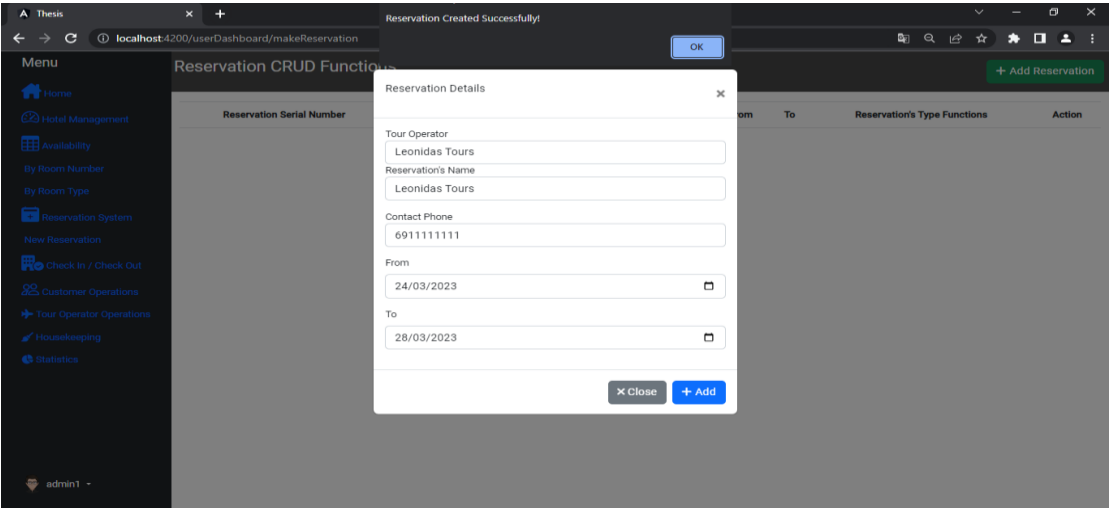 Thesis
localhost:4200/userDashboard/makeReservation
Reservation Created Successfully!
OK
Menu
Home
Hotel Management
Availability
By Room Number
By Room Type
Reservation System
New Reservation
Check In / Check Out
Customer Operations
Tour Operator Operations
Housekeeping
Statistics
admin1
Reservation CRUD Functions
+ Add Reservation
Reservation Serial Number To Reservation's Type Functions Action
Reservation Details
×
Tour Operator
Leonidas Tours
Reservation's Name
Leonidas Tours
Contact Phone
6911111111
From
24/03/2023
To
28/03/2023
× Close + Add